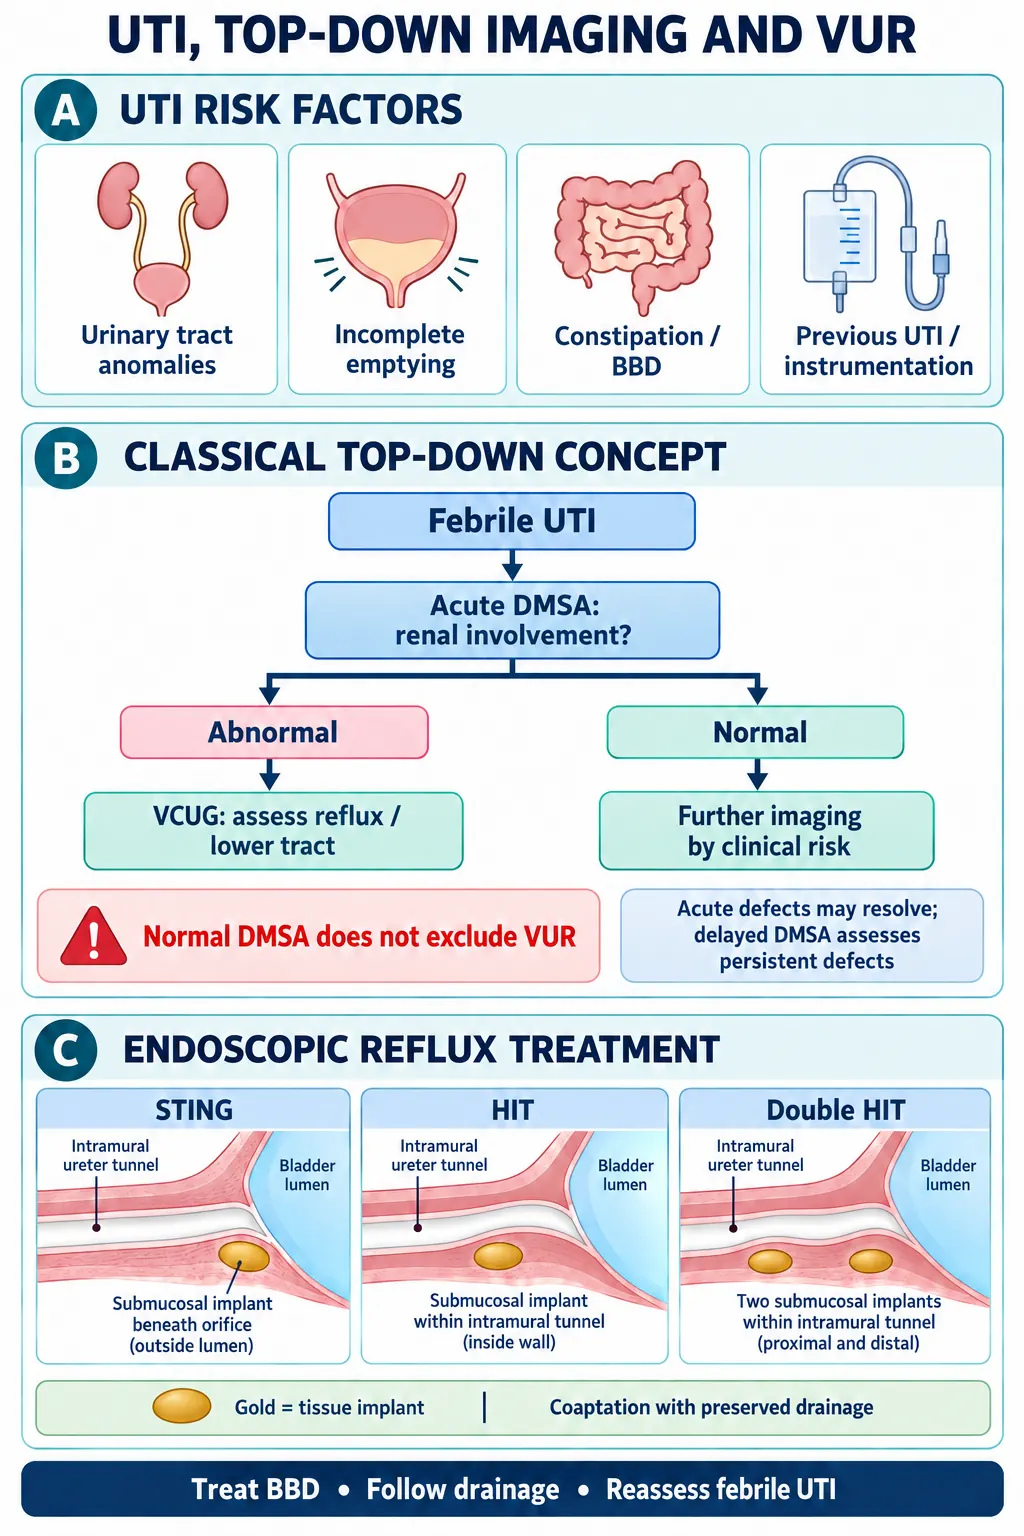 UTI, TOP-DOWN IMAGING AND VUR
A UTI RISK FACTORS
Urinary tract
anomalies
Incomplete
emptying
Constipation /
BBD
Previous UTI /
instrumentation
B CLASSICAL TOP-DOWN CONCEPT
Febrile UTI
Acute DMSA:
renal involvement?
Abnormal
Normal
VCUG: assess reflux /
lower tract
Further imaging
by clinical risk
! Normal DMSA does not exclude VUR
Acute defects may resolve;
delayed DMSA assesses
persistent defects
C ENDOSCOPIC REFLUX TREATMENT
STING
Intramural
ureter tunnel
Bladder
lumen
Submucosal implant
beneath orifice
(outside lumen)
HIT
Intramural
ureter tunnel
Bladder
lumen
Submucosal implant
within intramural tunnel
(inside wall)
Double HIT
Intramural
ureter tunnel
Bladder
lumen
Two submucosal implants
within intramural tunnel
(proximal and distal)
Gold = tissue implant | Coaptation with preserved drainage
Treat BBD • Follow drainage • Reassess febrile UTI